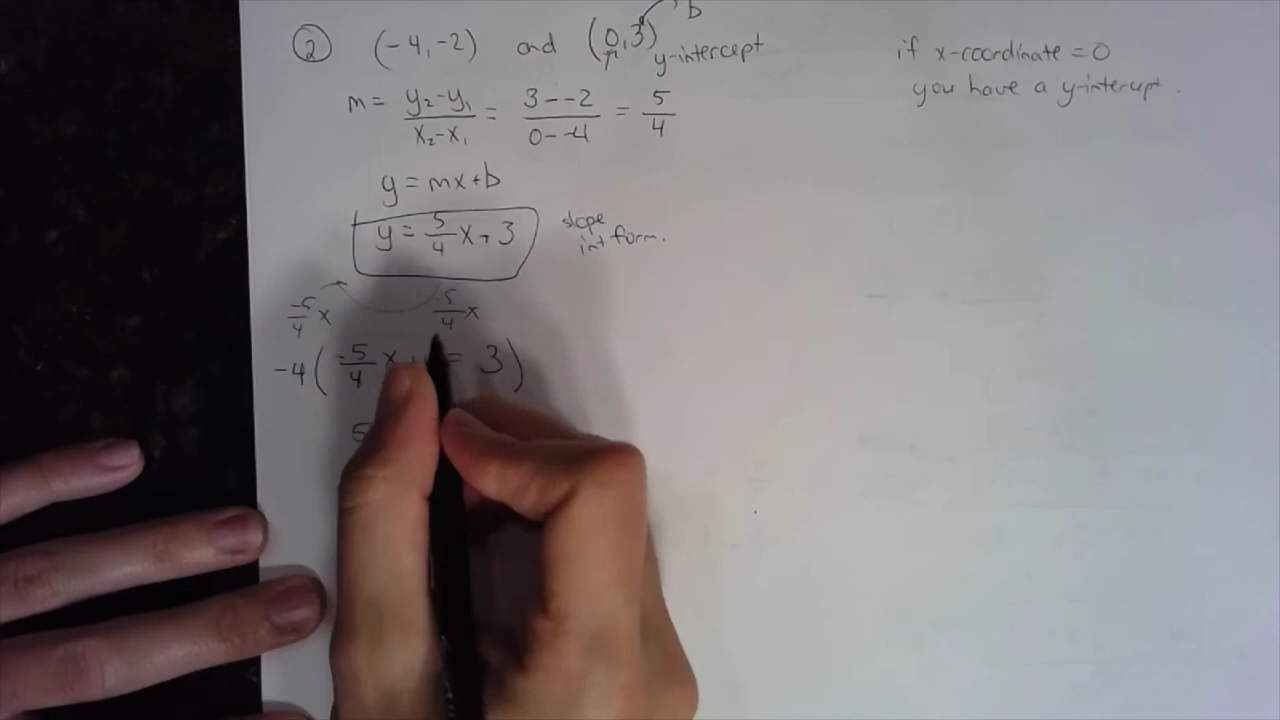 b
② (-4, -2) and (0, 3)
y-intercept
if x-coordinate = 0
you have a y-intercept.
m = y₂-y₁/x₂-x₁ = 3--2/0--4 = 5/4
y = mx+b
y = 5/4 x + 3
slope
int form.
-5/4 x -5/4 x
-4( -5/4 x + = 3 )
5